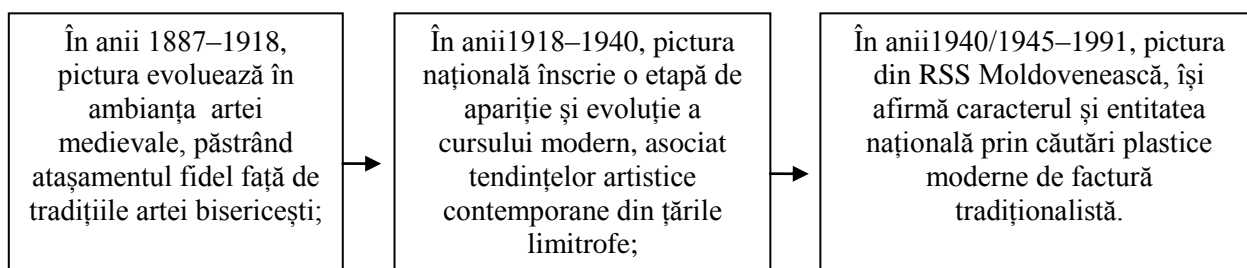 În anii 1887–1918,
pictura evoluează în
ambianța artei
medievale, păstrând
atașamentul fidel față de
tradițiile artei bisericești;
În anii1918–1940, pictura
națională înscrie o etapă de
apariție și evoluție a
cursului modern, asociat
tendințelor artistice
contemporane din țările
limitrofe;
În anii1940/1945–1991, pictura
din RSS Moldovenească, își
afirmă caracterul și entitatea
națională prin căutări plastice
moderne de factură
tradiționalistă.